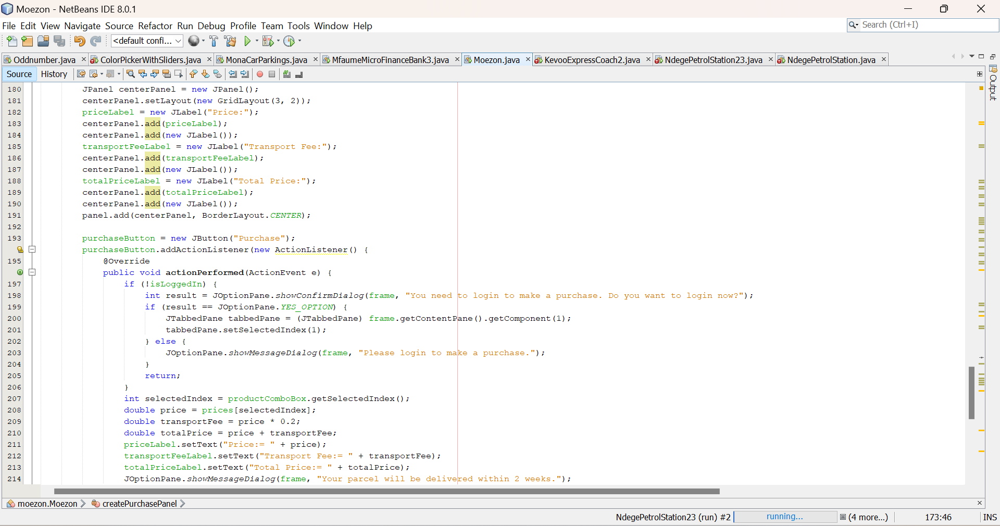 Moezon - NetBeans IDE 8.0.1
File Edit View Navigate Source Refactor Run Debug Profile Team Tools Window Help
Search (Ctrl+I)
<default confi...
Oddnumber.java ColorPickerWithSliders.java MonaCarParkings.java MfaumeMicroFinanceBank3.java Moezon.java KevooExpressCoach2.java NdegePetrolStation23.java NdegePetrolStation.java
Source History
Output
180 JPanel centerPanel = new JPanel();
181 centerPanel.setLayout(new GridLayout(3, 2));
182 priceLabel = new JLabel("Price:");
183 centerPanel.add(priceLabel);
184 centerPanel.add(new JLabel());
185 transportFeeLabel = new JLabel("Transport Fee:");
186 centerPanel.add(transportFeeLabel);
187 centerPanel.add(new JLabel());
188 totalPriceLabel = new JLabel("Total Price:");
189 centerPanel.add(totalPriceLabel);
190 centerPanel.add(new JLabel());
191 panel.add(centerPanel, BorderLayout.CENTER);
192
193 purchaseButton = new JButton("Purchase");
purchaseButton.addActionListener(new ActionListener() {
195 @Override
public void actionPerformed(ActionEvent e) {
197 if (!isLoggedIn) {
198 int result = JOptionPane.showConfirmDialog(frame, "You need to login to make a purchase. Do you want to login now?");
199 if (result == JOptionPane.YES_OPTION) {
200 JTabbedPane tabbedPane = (JTabbedPane) frame.getContentPane().getComponent(1);
201 tabbedPane.setSelectedIndex(1);
202 } else {
203 JOptionPane.showMessageDialog(frame, "Please login to make a purchase.");
204 }
205 return;
206 }
207 int selectedIndex = productComboBox.getSelectedIndex();
208 double price = prices[selectedIndex];
209 double transportFee = price * 0.2;
210 double totalPrice = price + transportFee;
211 priceLabel.setText("Price:= " + price);
212 transportFeeLabel.setText("Transport Fee:= " + transportFee);
213 totalPriceLabel.setText("Total Price:= " + totalPrice);
214 JOptionPane.showMessageDialog(frame, "Your parcel will be delivered within 2 weeks.");
moezon.Moezon createPurchasePanel
NdegePetrolStation23 (run) #2 running... (4 more...) 173:46 INS